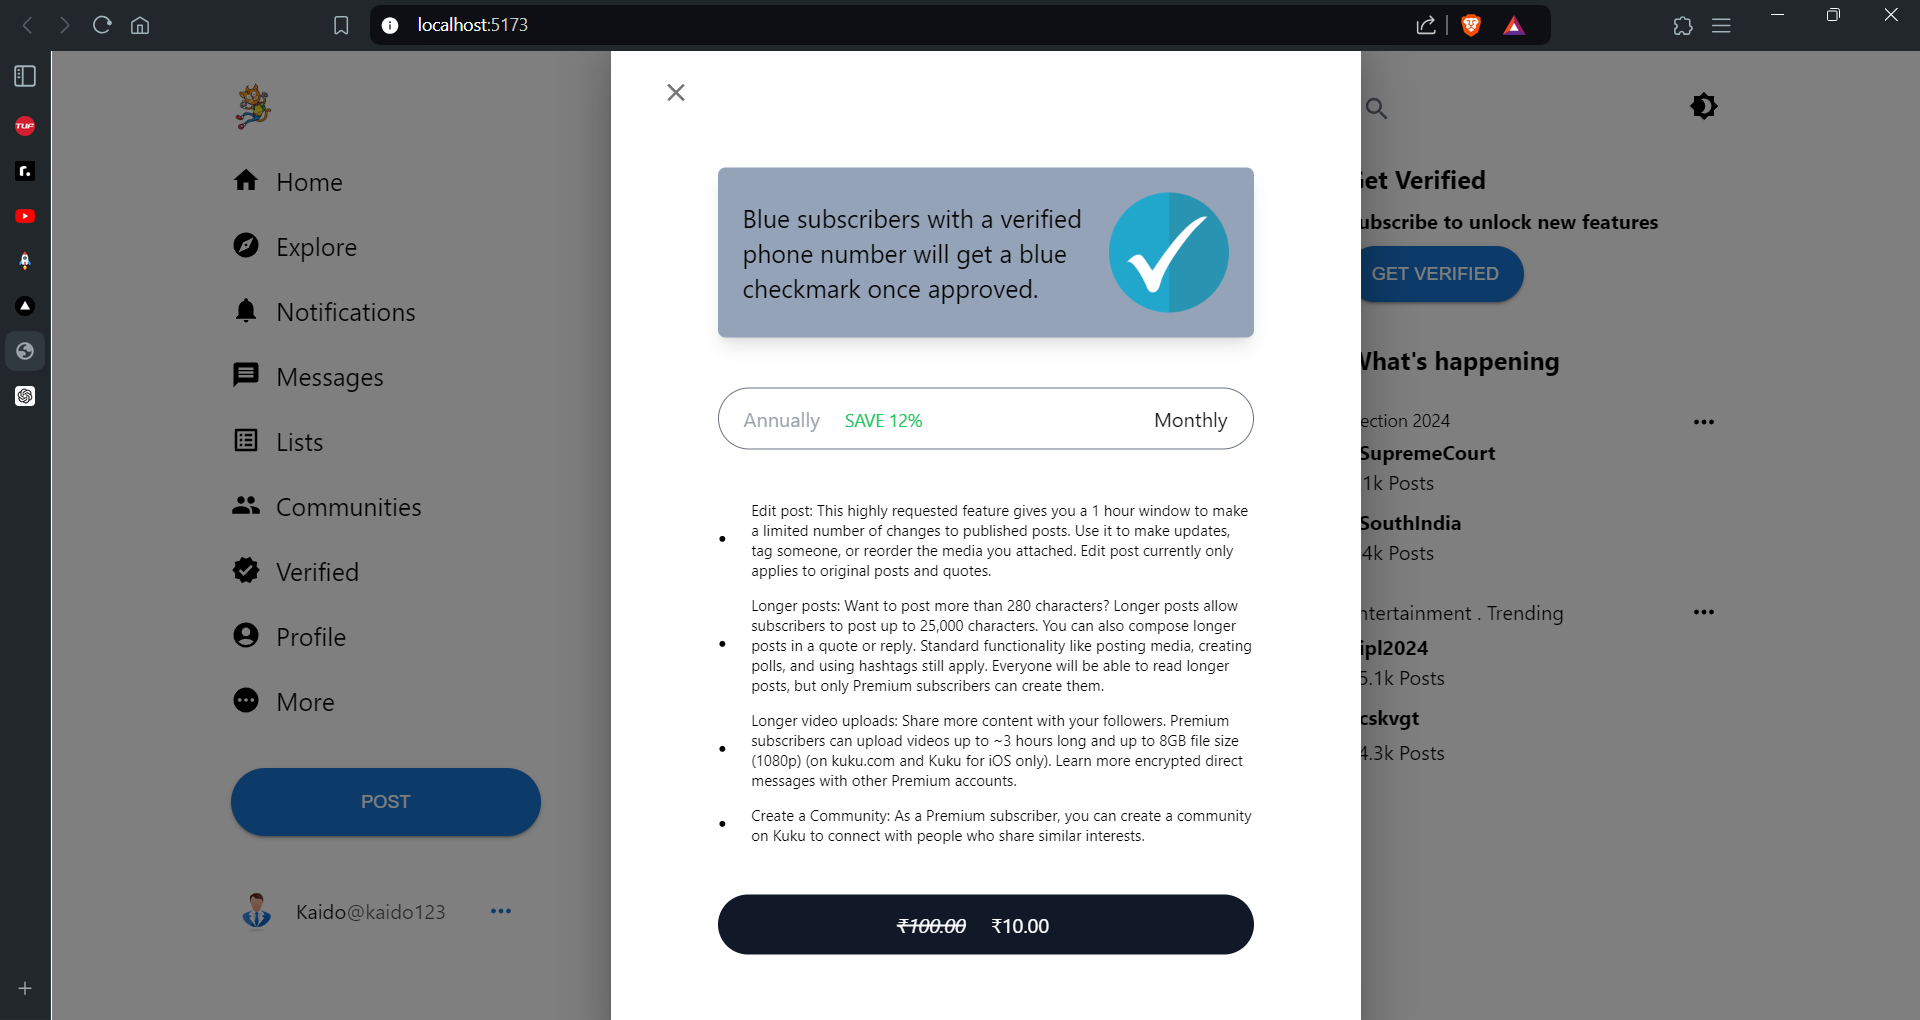 localhost:5173
TUF
r.
Home
Explore
Notifications
Messages
Lists
Communities
Verified
Profile
More
POST
Kaido@kaido123
Blue subscribers with a verified
phone number will get a blue
checkmark once approved.
Annually SAVE 12% Monthly
Edit post: This highly requested feature gives you a 1 hour window to make
a limited number of changes to published posts. Use it to make updates,
tag someone, or reorder the media you attached. Edit post currently only
applies to original posts and quotes.
Longer posts: Want to post more than 280 characters? Longer posts allow
subscribers to post up to 25,000 characters. You can also compose longer
posts in a quote or reply. Standard functionality like posting media, creating
polls, and using hashtags still apply. Everyone will be able to read longer
posts, but only Premium subscribers can create them.
Longer video uploads: Share more content with your followers. Premium
subscribers can upload videos up to ~3 hours long and up to 8GB file size
(1080p) (on kuku.com and Kuku for iOS only). Learn more encrypted direct
messages with other Premium accounts.
Create a Community: As a Premium subscriber, you can create a community
on Kuku to connect with people who share similar interests.
₹100.00 ₹10.00
et Verified
ubscribe to unlock new features
GET VERIFIED
hat's happening
ection 2024
SupremeCourt
1k Posts
SouthIndia
4k Posts
ntertainment . Trending
ipl2024
5.1k Posts
cskvgt
4.3k Posts